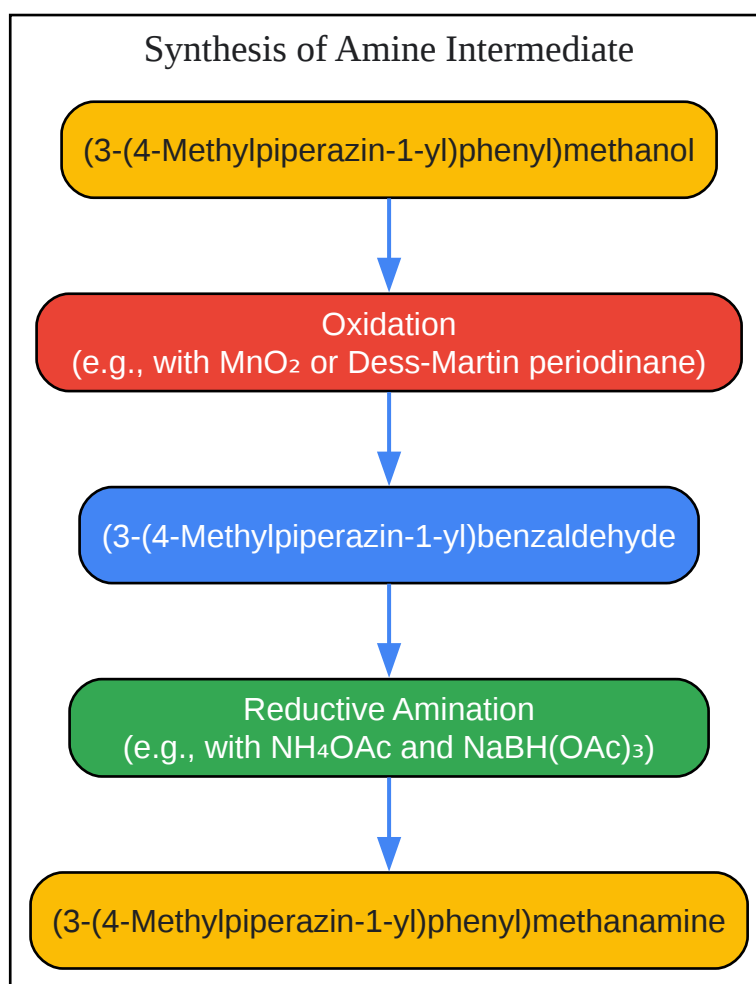 Synthesis of Amine Intermediate
(3-(4-Methylpiperazin-1-yl)phenyl)methanol
Oxidation
(e.g., with MnO₂ or Dess-Martin periodinane)
(3-(4-Methylpiperazin-1-yl)benzaldehyde
Reductive Amination
(e.g., with NH₄OAc and NaBH(OAc)₃)
(3-(4-Methylpiperazin-1-yl)phenyl)methanamine